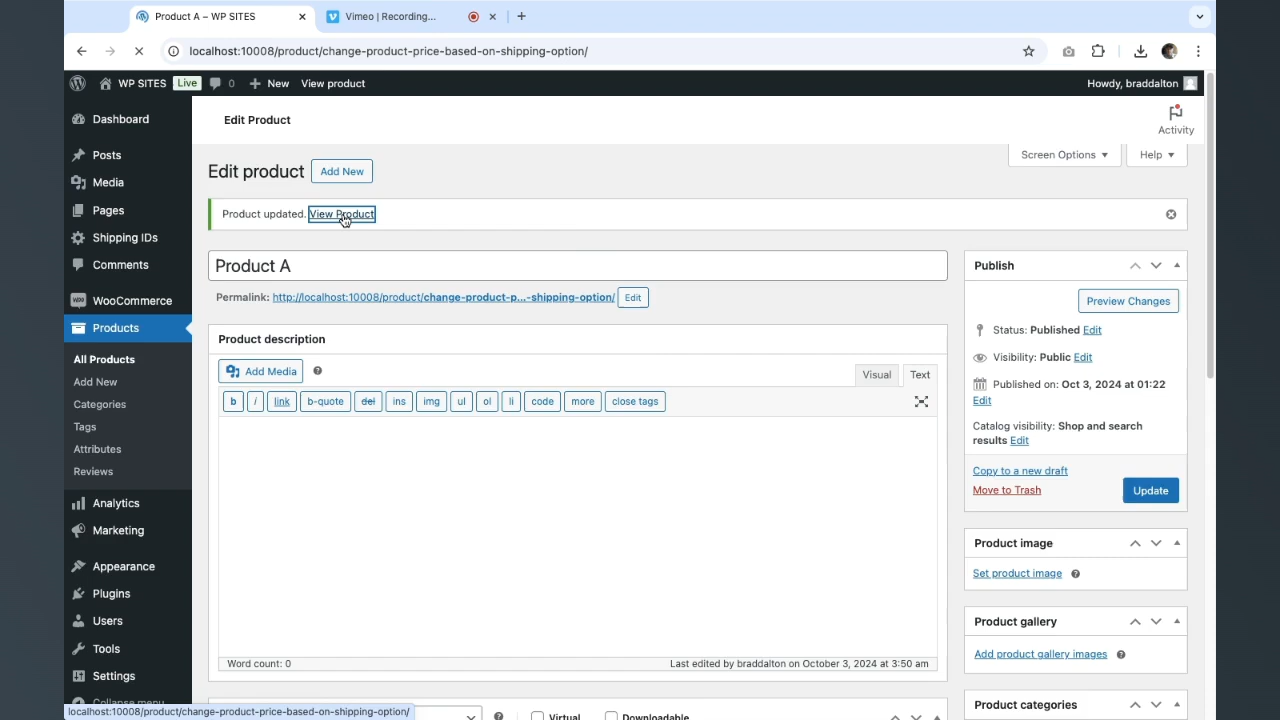 Product A – WP SITES
Vimeo | Recording...
localhost:10008/product/change-product-price-based-on-shipping-option/
WP SITES Live 0 New View product
Howdy, braddalton
Dashboard
Posts
Media
Pages
Shipping IDs
Comments
WooCommerce
Products
All Products
Add New
Categories
Tags
Attributes
Reviews
Analytics
Marketing
Appearance
Plugins
Users
Tools
Settings
Collapse menu
Edit Product
Activity
Screen Options
Help
Edit product Add New
Product updated. View Product
Product A
Permalink: http://localhost:10008/product/change-product-p...-shipping-option/ Edit
Product description
Add Media
Visual Text
b i link b-quote del ins img ul ol li code more close tags
Word count: 0
Last edited by braddalton on October 3, 2024 at 3:50 am
Virtual
Downloadable
Publish
Preview Changes
Status: Published Edit
Visibility: Public Edit
Published on: Oct 3, 2024 at 01:22
Edit
Catalog visibility: Shop and search
results Edit
Copy to a new draft
Move to Trash
Update
Product image
Set product image
Product gallery
Add product gallery images
Product categories
localhost:10008/product/change-product-price-based-on-shipping-option/